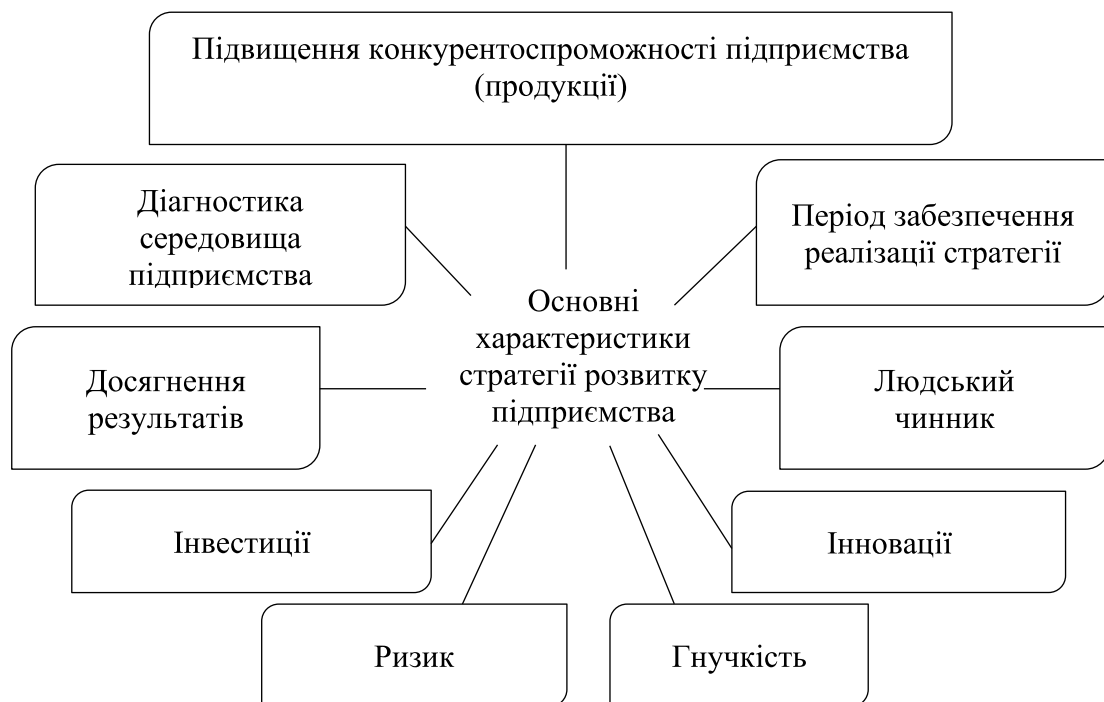 Підвищення конкурентоспроможності підприємства
(продукції)
Діагностика
середовища
підприємства
Період забезпечення
реалізації стратегії
Основні
характеристики
стратегії розвитку
підприємства
Досягнення
результатів
Людський
чинник
Інвестиції
Інновації
Ризик
Гнучкість